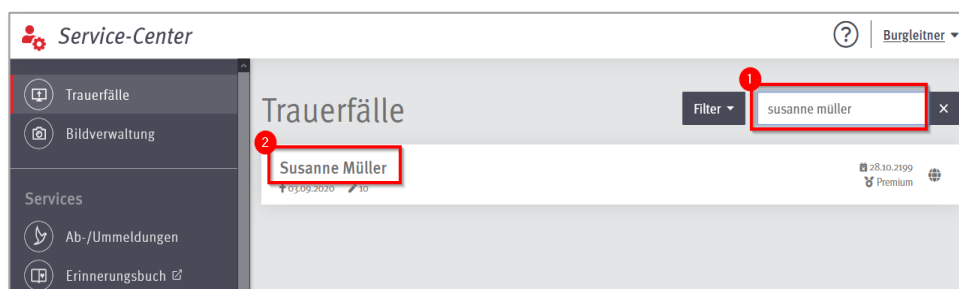 Service-Center
? Burgleitner
Trauerfälle
Bildverwaltung
Services
Ab-/Ummeldungen
Erinnerungsbuch
Trauerfälle
Filter
1
susanne müller
2
Susanne Müller
03.09.2020 10
28.10.2199
Premium